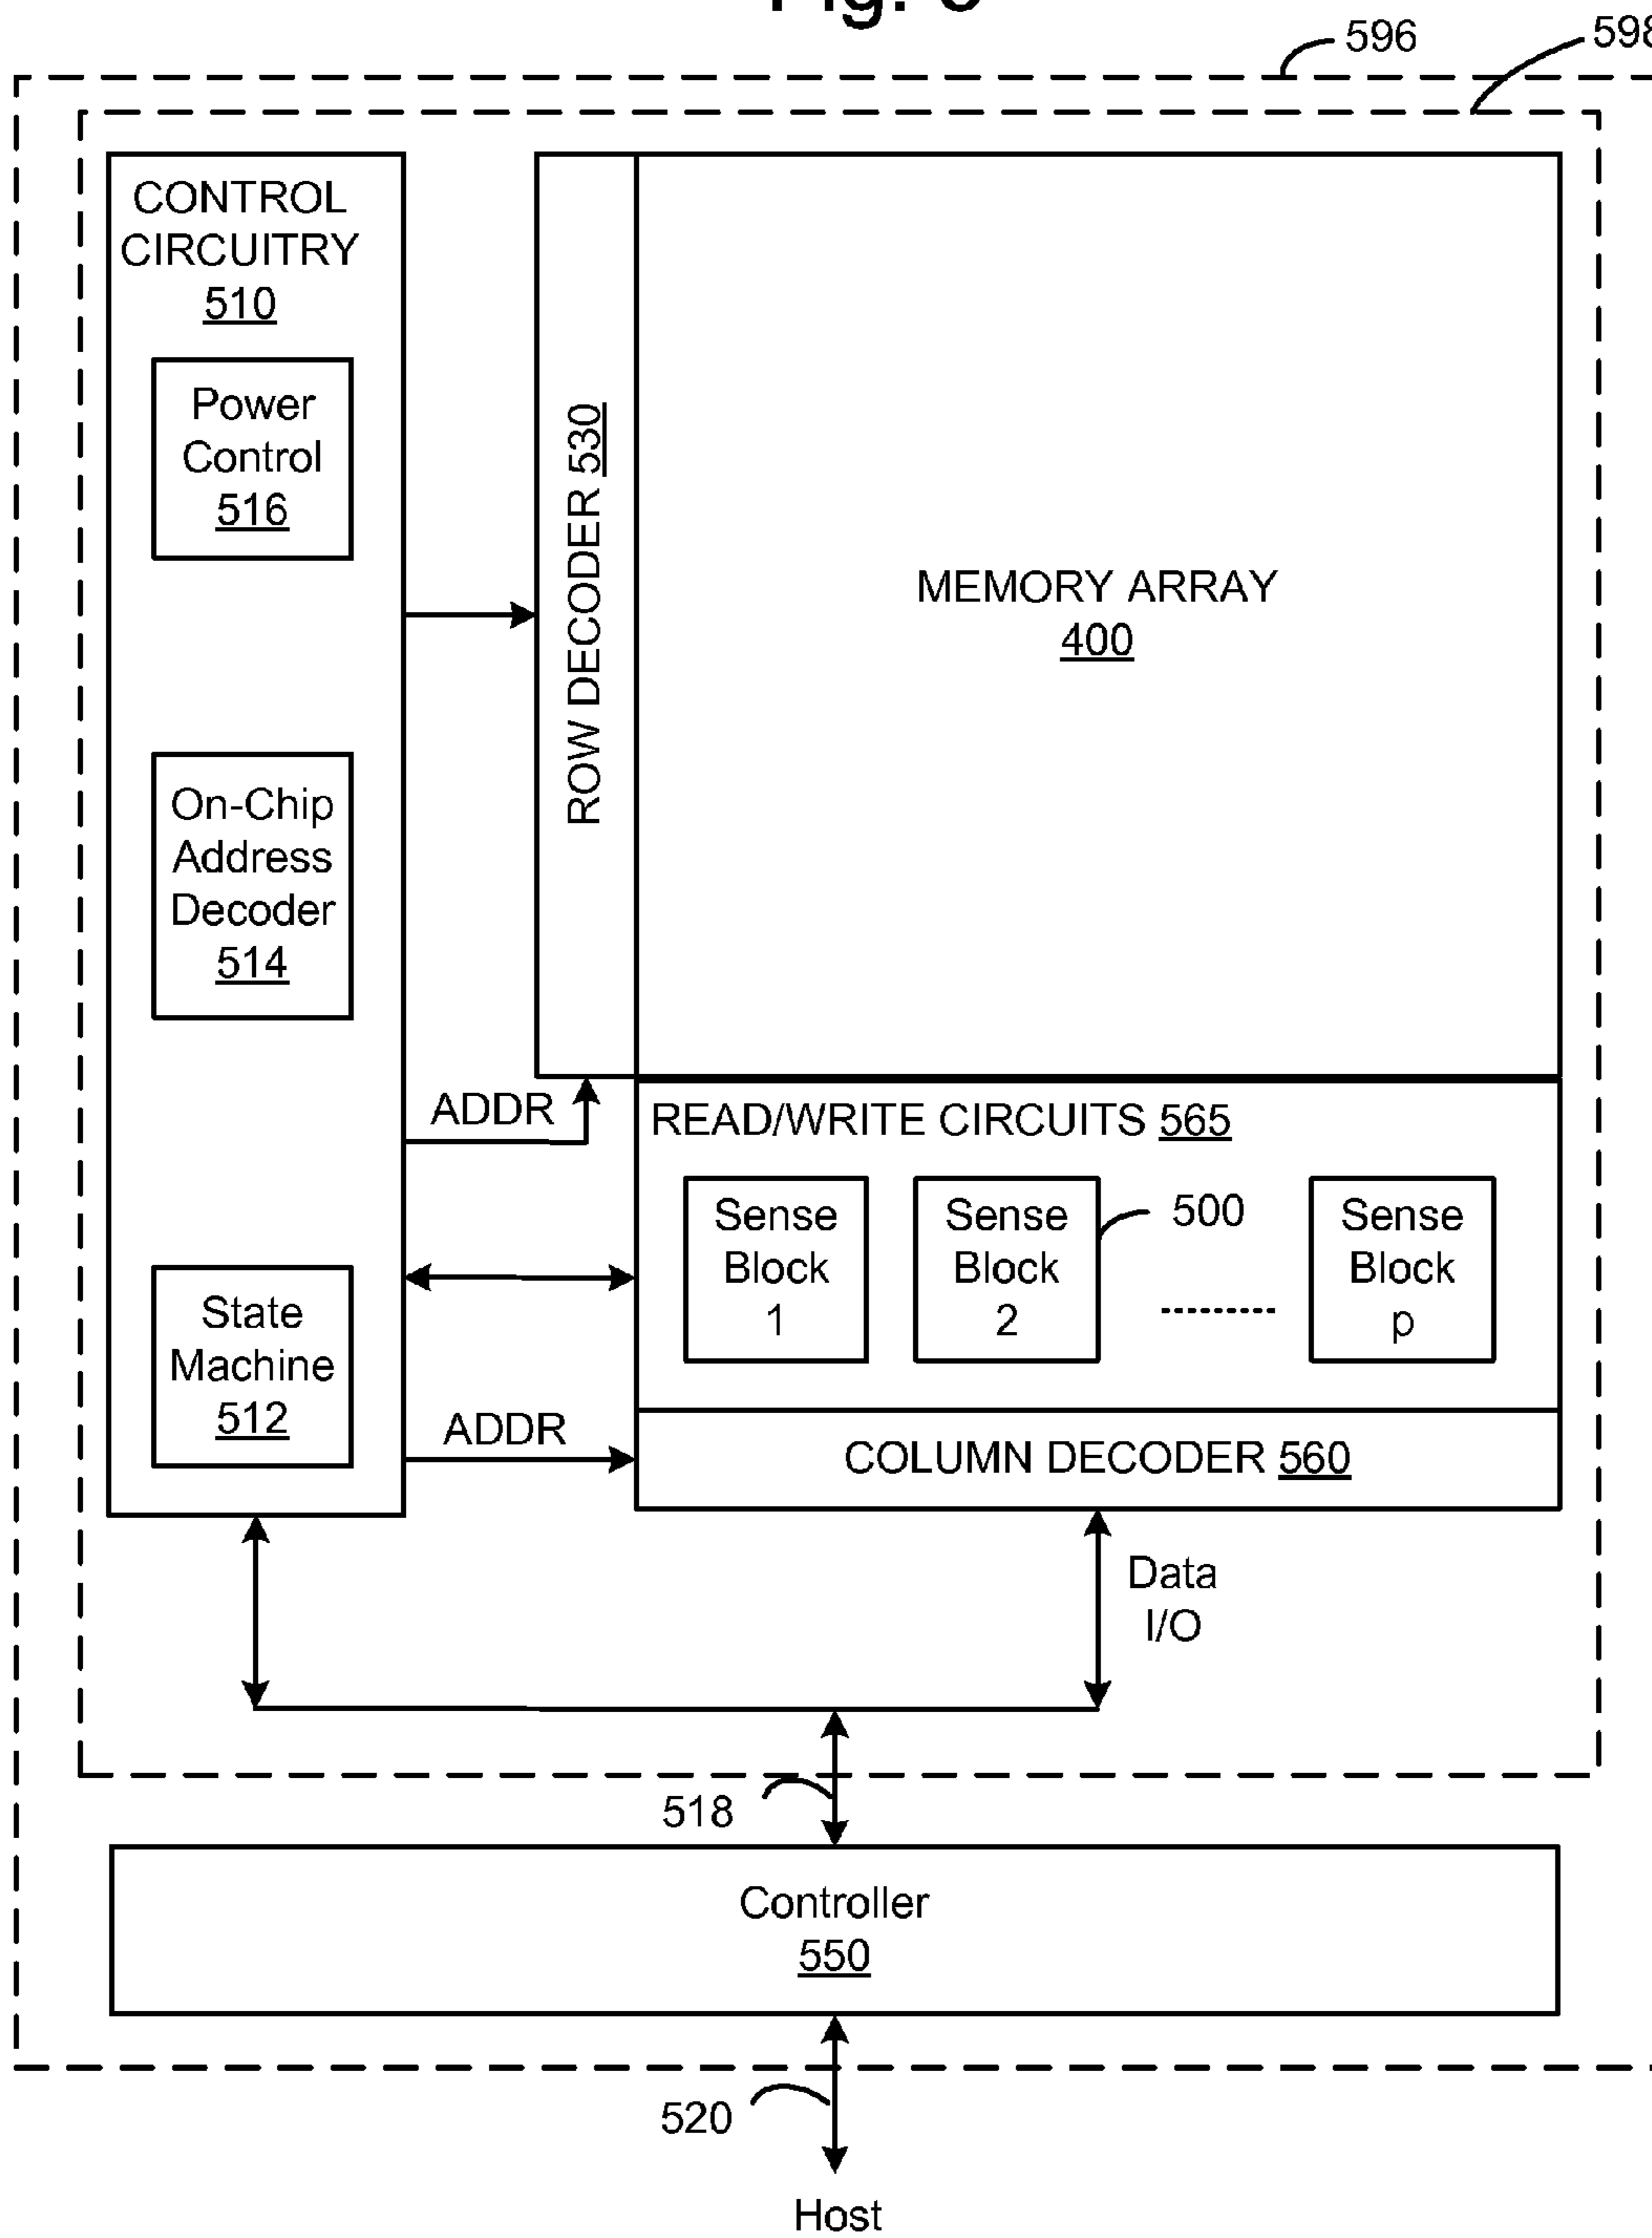 596
598
CONTROL
CIRCUITRY
510
Power
Control
516
On-Chip
Address
Decoder
514
State
Machine
512
ROW DECODER 530
MEMORY ARRAY
400
ADDR
READ/WRITE CIRCUITS 565
Sense
Block
1
Sense
Block
2
500
.........
Sense
Block
p
ADDR
COLUMN DECODER 560
Data
I/O
518
Controller
550
520
Host